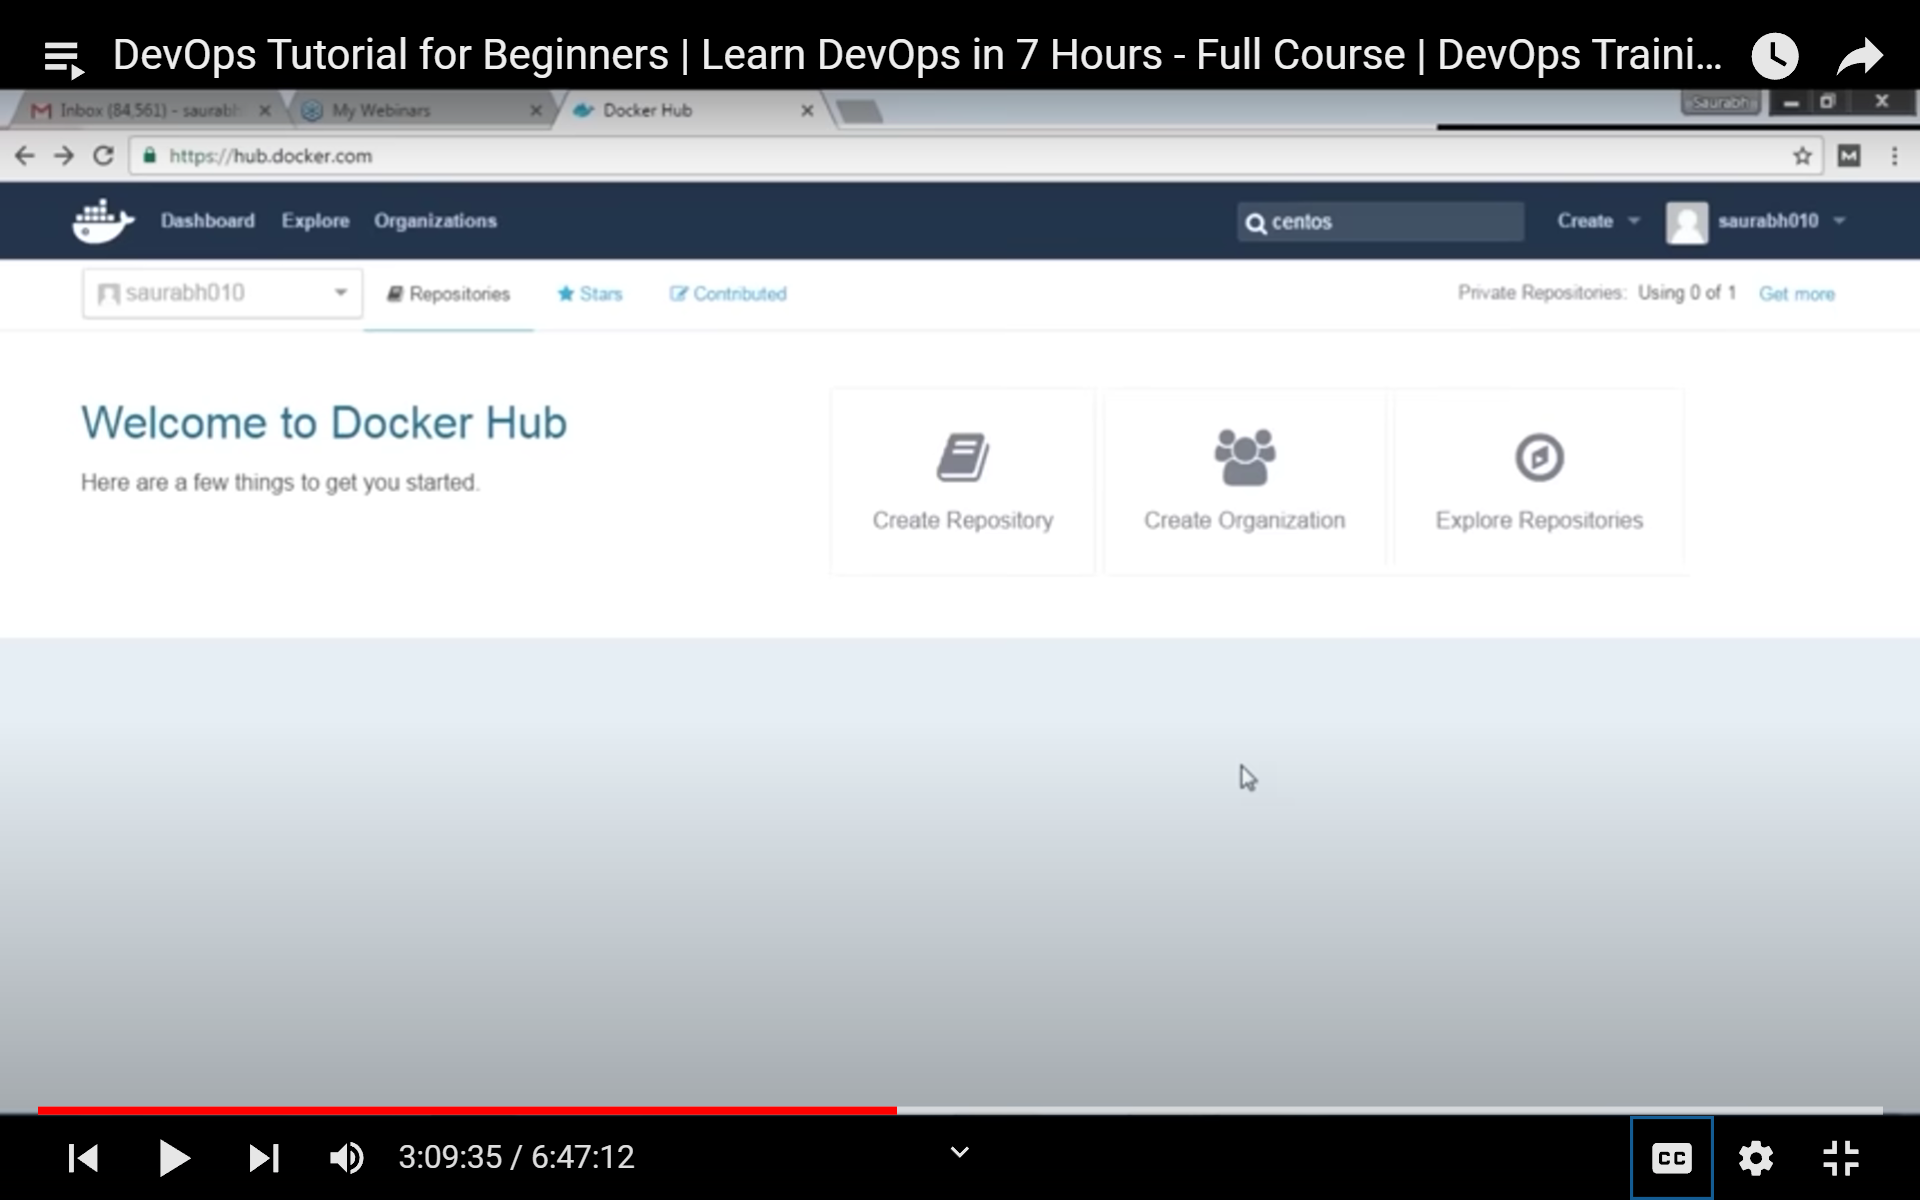 DevOps Tutorial for Beginners | Learn DevOps in 7 Hours - Full Course | DevOps Traini...
Inbox (84,561) - saurabh
My Webinars
Docker Hub
Saurabh
https://hub.docker.com
Dashboard Explore Organizations
centos
Create
saurabh010
saurabh010
Repositories
Stars
Contributed
Private Repositories: Using 0 of 1 Get more
Welcome to Docker Hub
Here are a few things to get you started.
Create Repository
Create Organization
Explore Repositories
3:09:35 / 6:47:12
CC